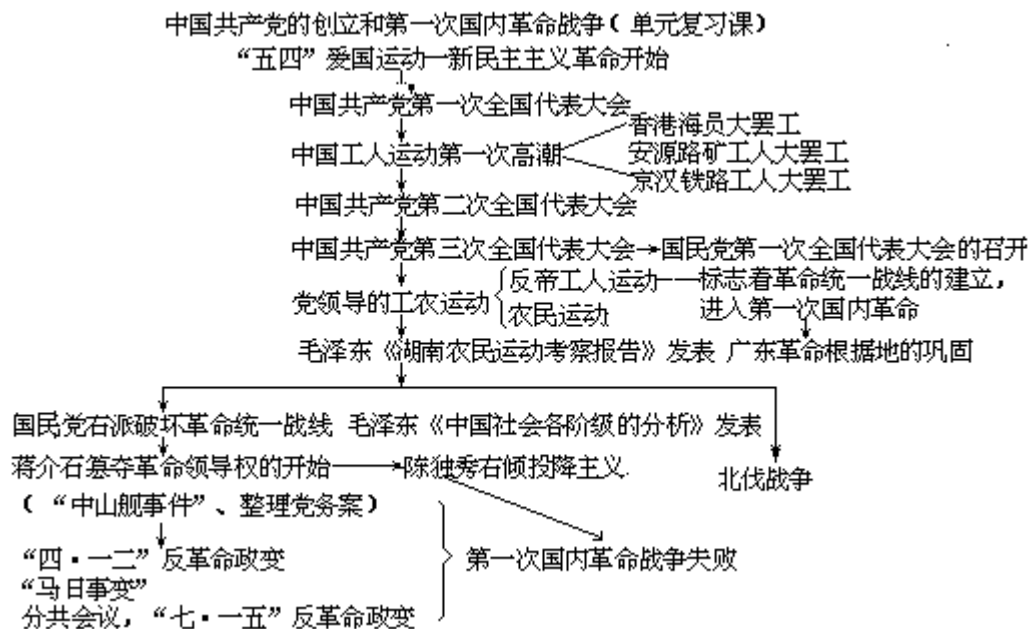 中国共产党的创立和第一次国内革命战争(单元复习课)
“五四”爱国运动—新民主主义革命开始
中国共产党第一次全国代表大会
香港海员大罢工
中国工人运动第一次高潮
安源路矿工人大罢工
京汉铁路工人大罢工
中国共产党第二次全国代表大会
中国共产党第三次全国代表大会→国民党第一次全国代表大会的召开
党领导的工农运动
反帝工人运动——标志着革命统一战线的建立,
农民运动
进入第一次国内革命
毛泽东《湖南农民运动考察报告》发表 广东革命根据地的巩固
国民党右派破坏革命统一战线 毛泽东《中国社会各阶级的分析》发表
蒋介石篡夺革命领导权的开始→陈独秀右倾投降主义
北伐战争
(“中山舰事件”、整理党务案)
“四·一二”反革命政变
第一次国内革命战争失败
“马日事变”
分共会议,“七·一五”反革命政变